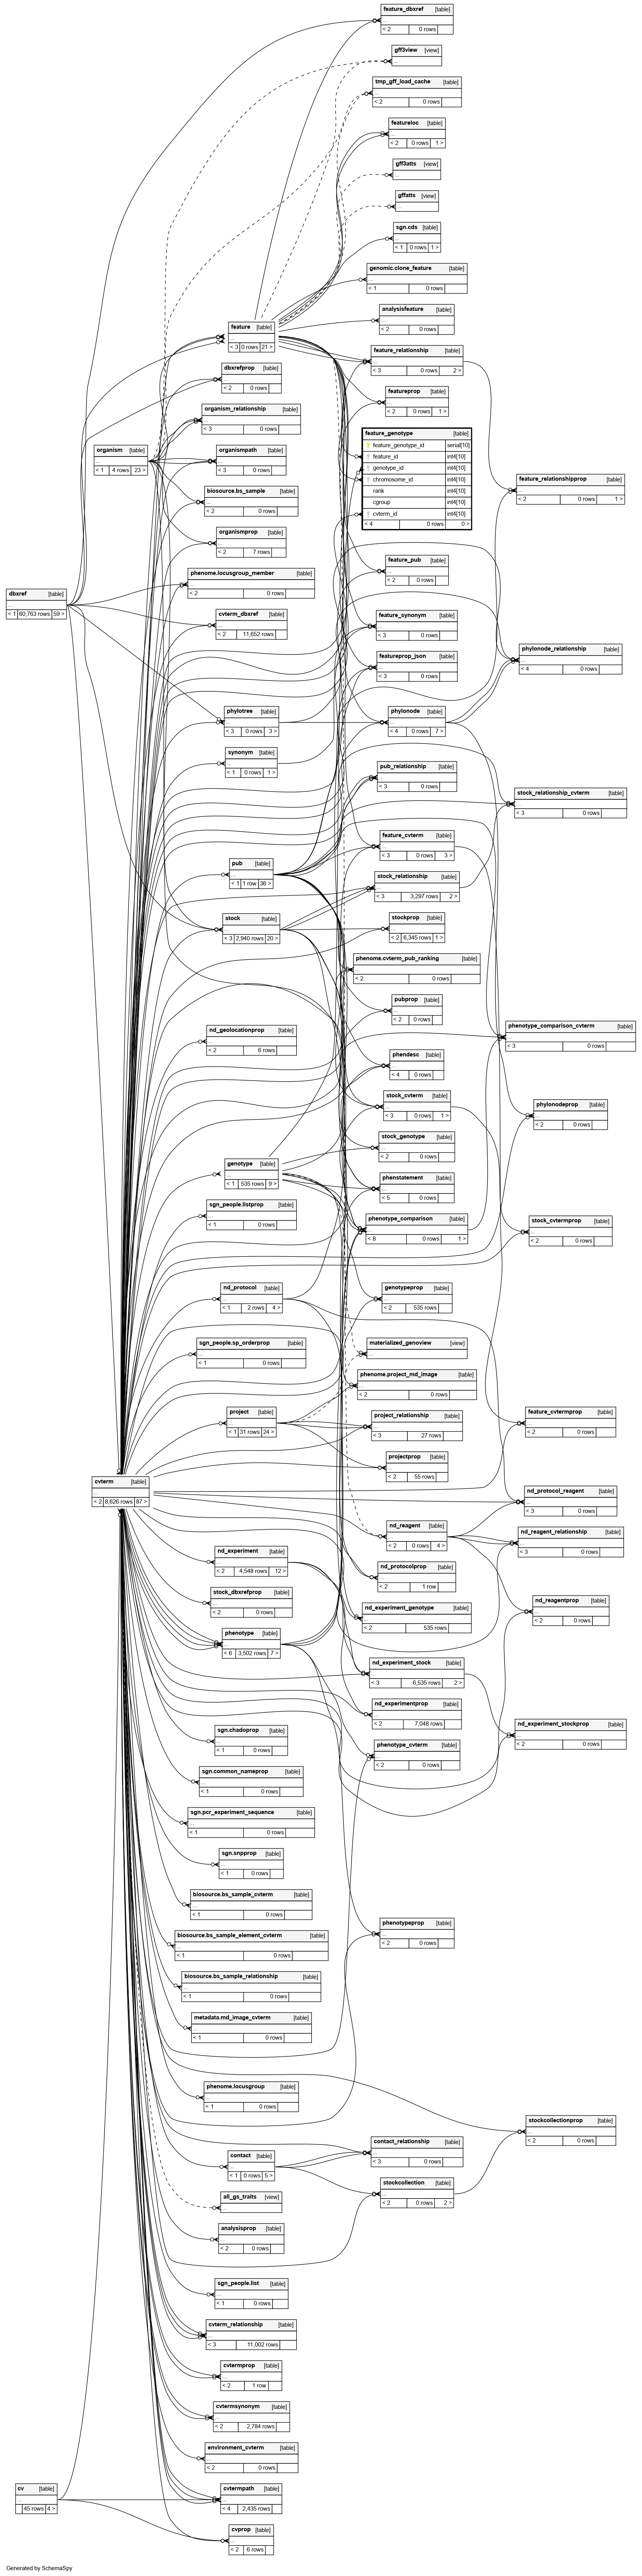 feature_dbxref [table]
...
< 2 0 rows
gff3view [view]
...
tmp_gff_load_cache [table]
...
< 2 0 rows
featureloc [table]
...
< 2 0 rows 1 >
gff3atts [view]
...
gffatts [view]
...
sgn.cds [table]
...
< 1 0 rows 1 >
genomic.clone_feature [table]
...
< 1 0 rows
analysisfeature [table]
...
< 2 0 rows
feature [table]
...
< 3 0 rows 21 >
feature_relationship [table]
...
< 3 0 rows 2 >
dbxrefprop [table]
...
< 2 0 rows
featureprop [table]
...
< 2 0 rows 1 >
organism_relationship [table]
...
< 3 0 rows
feature_genotype [table]
feature_genotype_id serial[10]
feature_id int4[10]
genotype_id int4[10]
chromosome_id int4[10]
rank int4[10]
cgroup int4[10]
cvterm_id int4[10]
< 4 0 rows 0 >
organism [table]
...
< 1 4 rows 23 >
organismpath [table]
...
< 3 0 rows
biosource.bs_sample [table]
...
< 2 0 rows
feature_relationshipprop [table]
...
< 2 0 rows 1 >
organismprop [table]
...
< 2 7 rows
feature_pub [table]
...
< 2 0 rows
phenome.locusgroup_member [table]
...
< 2 0 rows
dbxref [table]
...
< 1 60,763 rows 59 >
cvterm_dbxref [table]
...
< 2 11,652 rows
feature_synonym [table]
...
< 3 0 rows
featureprop_json [table]
...
< 3 0 rows
phylonode_relationship [table]
...
< 4 0 rows
phylotree [table]
...
< 3 0 rows 3 >
phylonode [table]
...
< 4 0 rows 7 >
synonym [table]
...
< 1 0 rows 1 >
pub_relationship [table]
...
< 3 0 rows
stock_relationship_cvterm [table]
...
< 3 0 rows
feature_cvterm [table]
...
< 3 0 rows 3 >
pub [table]
...
< 1 1 row 36 >
stock_relationship [table]
...
< 3 3,297 rows 2 >
stock [table]
...
< 3 2,940 rows 20 >
stockprop [table]
...
< 2 6,345 rows 1 >
phenome.cvterm_pub_ranking [table]
...
< 2 0 rows
pubprop [table]
...
< 2 0 rows
phenotype_comparison_cvterm [table]
...
< 3 0 rows
nd_geolocationprop [table]
...
< 2 6 rows
phendesc [table]
...
< 4 0 rows
stock_cvterm [table]
...
< 3 0 rows 1 >
phylonodeprop [table]
...
< 2 0 rows
stock_genotype [table]
...
< 2 0 rows
genotype [table]
...
< 1 535 rows 9 >
phenstatement [table]
...
< 5 0 rows
sgn_people.listprop [table]
...
< 1 0 rows
phenotype_comparison [table]
...
< 8 0 rows 1 >
stock_cvtermprop [table]
...
< 2 0 rows
nd_protocol [table]
...
< 1 2 rows 4 >
genotypeprop [table]
...
< 2 535 rows
sgn_people.sp_orderprop [table]
...
< 1 0 rows
materialized_genoview [view]
...
phenome.project_md_image [table]
...
< 2 0 rows
project [table]
...
< 1 31 rows 24 >
project_relationship [table]
...
< 3 27 rows
feature_cvtermprop [table]
...
< 2 0 rows
projectprop [table]
...
< 2 55 rows
cvterm [table]
...
< 2 8,626 rows 87 >
nd_protocol_reagent [table]
...
< 3 0 rows
nd_reagent [table]
...
< 2 0 rows 4 >
nd_reagent_relationship [table]
...
< 3 0 rows
nd_experiment [table]
...
< 2 4,548 rows 12 >
nd_protocolprop [table]
...
< 2 1 row
stock_dbxrefprop [table]
...
< 2 0 rows
nd_reagentprop [table]
...
< 2 0 rows
nd_experiment_genotype [table]
...
< 2 535 rows
phenotype [table]
...
< 6 3,502 rows 7 >
nd_experiment_stock [table]
...
< 3 6,535 rows 2 >
nd_experimentprop [table]
...
< 2 7,048 rows
nd_experiment_stockprop [table]
...
< 2 0 rows
sgn.chadoprop [table]
...
< 1 0 rows
phenotype_cvterm [table]
...
< 2 0 rows
sgn.common_nameprop [table]
...
< 1 0 rows
sgn.pcr_experiment_sequence [table]
...
< 1 0 rows
sgn.snpprop [table]
...
< 1 0 rows
biosource.bs_sample_cvterm [table]
...
< 1 0 rows
phenotypeprop [table]
...
< 2 0 rows
biosource.bs_sample_element_cvterm [table]
...
< 1 0 rows
biosource.bs_sample_relationship [table]
...
< 1 0 rows
metadata.md_image_cvterm [table]
...
< 1 0 rows
phenome.locusgroup [table]
...
< 1 0 rows
stockcollectionprop [table]
...
< 2 0 rows
contact_relationship [table]
...
< 3 0 rows
contact [table]
...
< 1 0 rows 5 >
stockcollection [table]
...
< 2 0 rows 2 >
all_gs_traits [view]
...
analysisprop [table]
...
< 2 0 rows
sgn_people.list [table]
...
< 1 0 rows
cvterm_relationship [table]
...
< 3 11,002 rows
cvtermprop [table]
...
< 2 1 row
cvtermsynonym [table]
...
< 2 2,784 rows
environment_cvterm [table]
...
< 2 0 rows
cv [table]
...
45 rows 4 >
cvtermpath [table]
...
< 4 2,435 rows
cvprop [table]
...
< 2 6 rows
Generated by SchemaSpy